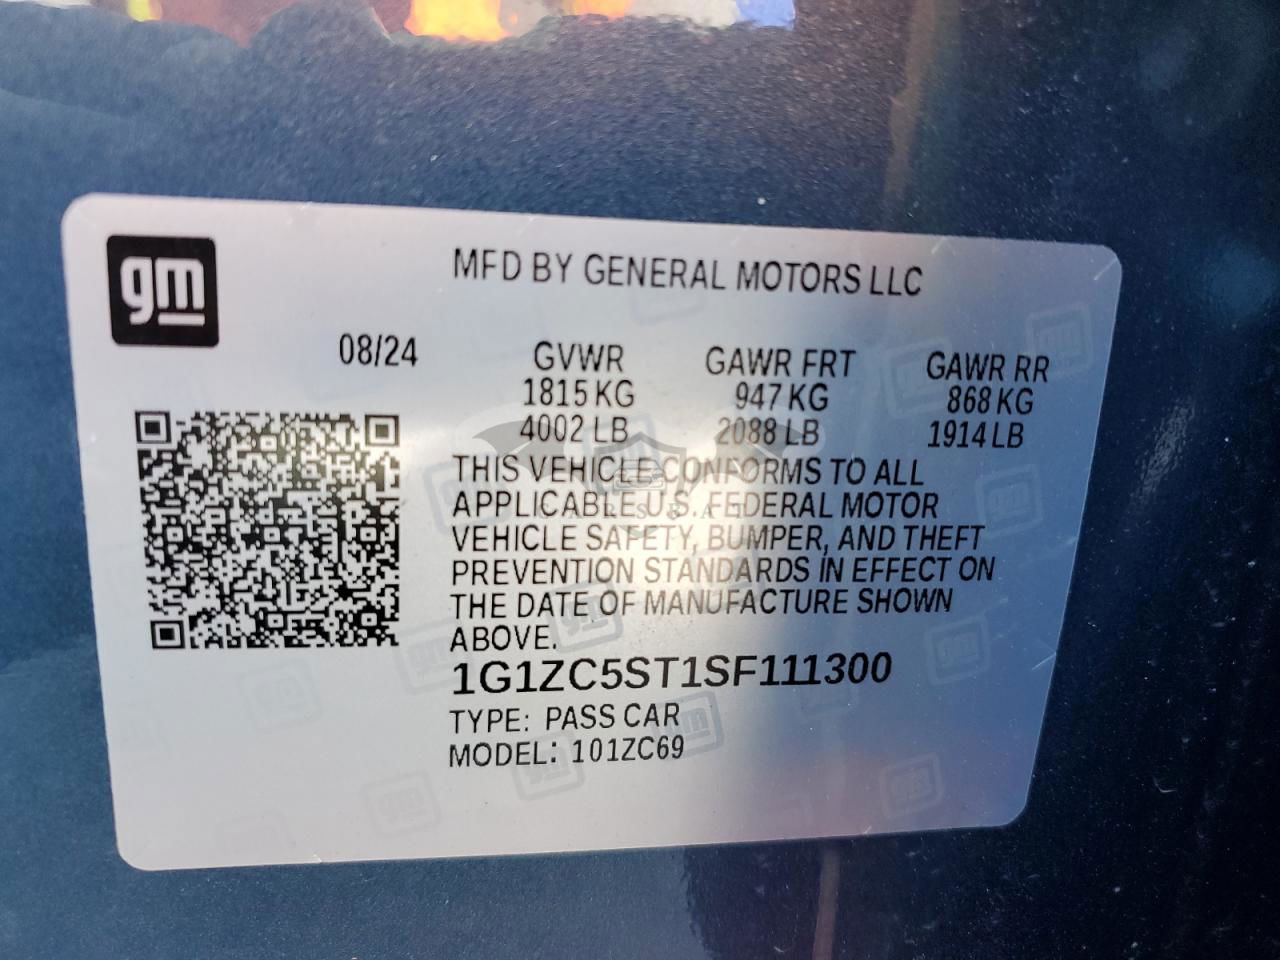 gm
MFD BY GENERAL MOTORS LLC
08/24 GVWR GAWR FRT GAWR RR
1815 KG 947 KG 868 KG
4002 LB 2088 LB 1914 LB
THIS VEHICLE CONFORMS TO ALL
APPLICABLE U.S. FEDERAL MOTOR
VEHICLE SAFETY, BUMPER, AND THEFT
PREVENTION STANDARDS IN EFFECT ON
THE DATE OF MANUFACTURE SHOWN
ABOVE.
1G1ZC5ST1SF111300
TYPE: PASS CAR
MODEL: 101ZC69